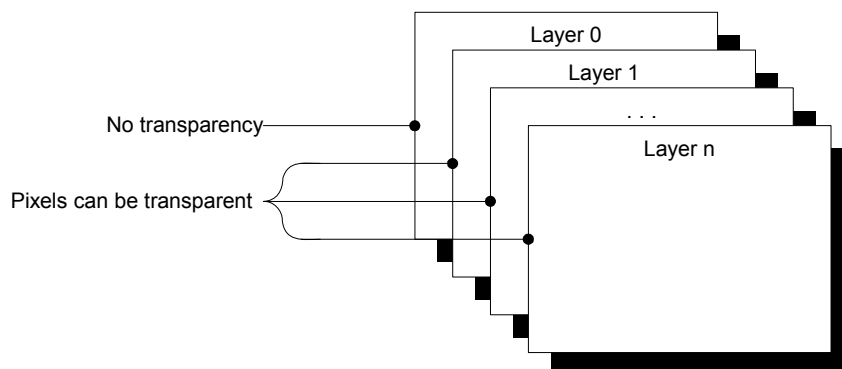 Layer 0
Layer 1
. . .
No transparency
Layer n
Pixels can be transparent